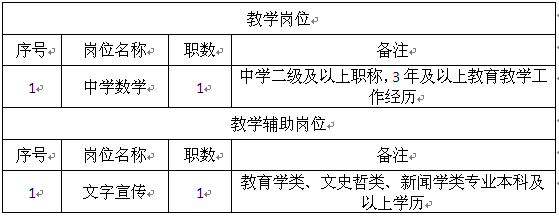 教学岗位
序号 岗位名称 职数 备注
1 中学数学 1 中学二级及以上职称，3 年及以上教育教学工
作经历
教学辅助岗位
序号 岗位名称 职数 备注
1 文字宣传 1 教育学类、文史哲类、新闻学类专业本科及
以上学历